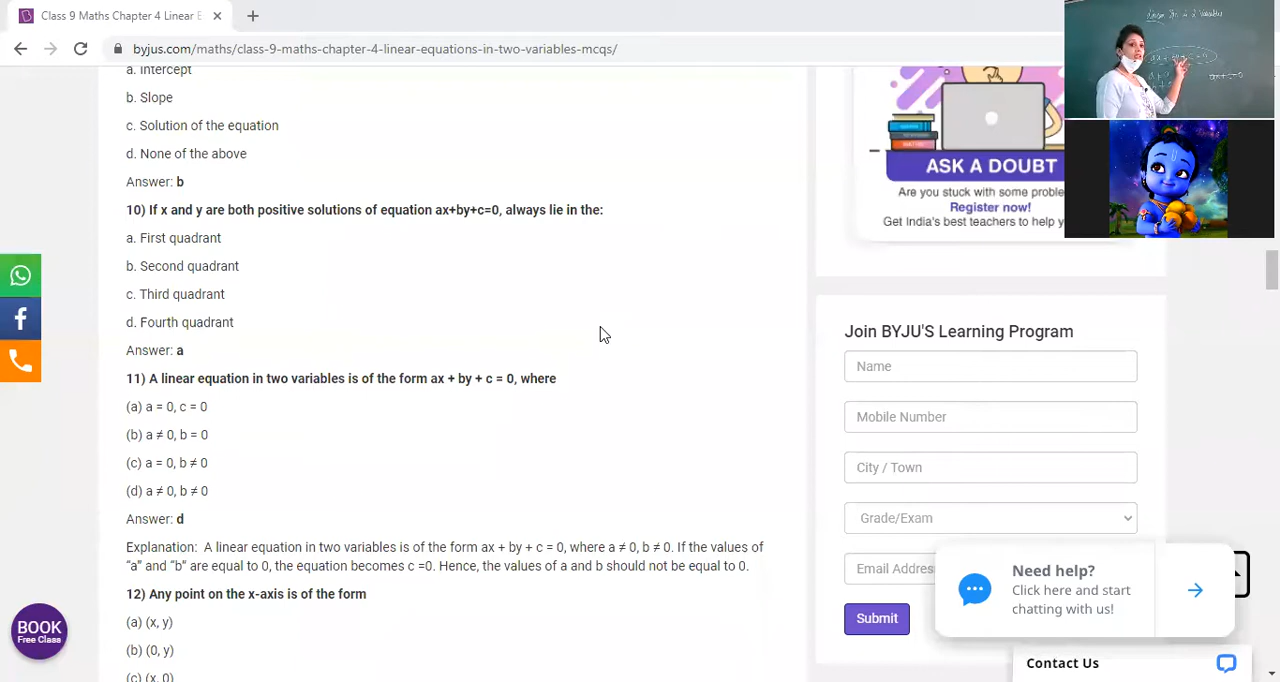 Class 9 Maths Chapter 4 Linear E
byjus.com/maths/class-9-maths-chapter-4-linear-equations-in-two-variables-mcqs/
a. Intercept
b. Slope
c. Solution of the equation
d. None of the above
Answer: b
10) If x and y are both positive solutions of equation ax+by+c=0, always lie in the:
a. First quadrant
b. Second quadrant
c. Third quadrant
d. Fourth quadrant
Answer: a
11) A linear equation in two variables is of the form ax + by + c = 0, where
(a) a = 0, c = 0
(b) a ≠ 0, b = 0
(c) a = 0, b ≠ 0
(d) a ≠ 0, b ≠ 0
Answer: d
Explanation: A linear equation in two variables is of the form ax + by + c = 0, where a ≠ 0, b ≠ 0. If the values of
“a” and “b” are equal to 0, the equation becomes c =0. Hence, the values of a and b should not be equal to 0.
12) Any point on the x-axis is of the form
(a) (x, y)
(b) (0, y)
(c) (x, 0)
BOOK
Free Class
ASK A DOUBT
Are you stuck with some proble
Register now!
Get India's best teachers to help y
Join BYJU'S Learning Program
Name
Mobile Number
City / Town
Grade/Exam
Email Addres
Submit
Need help?
Click here and start
chatting with us!
Contact Us